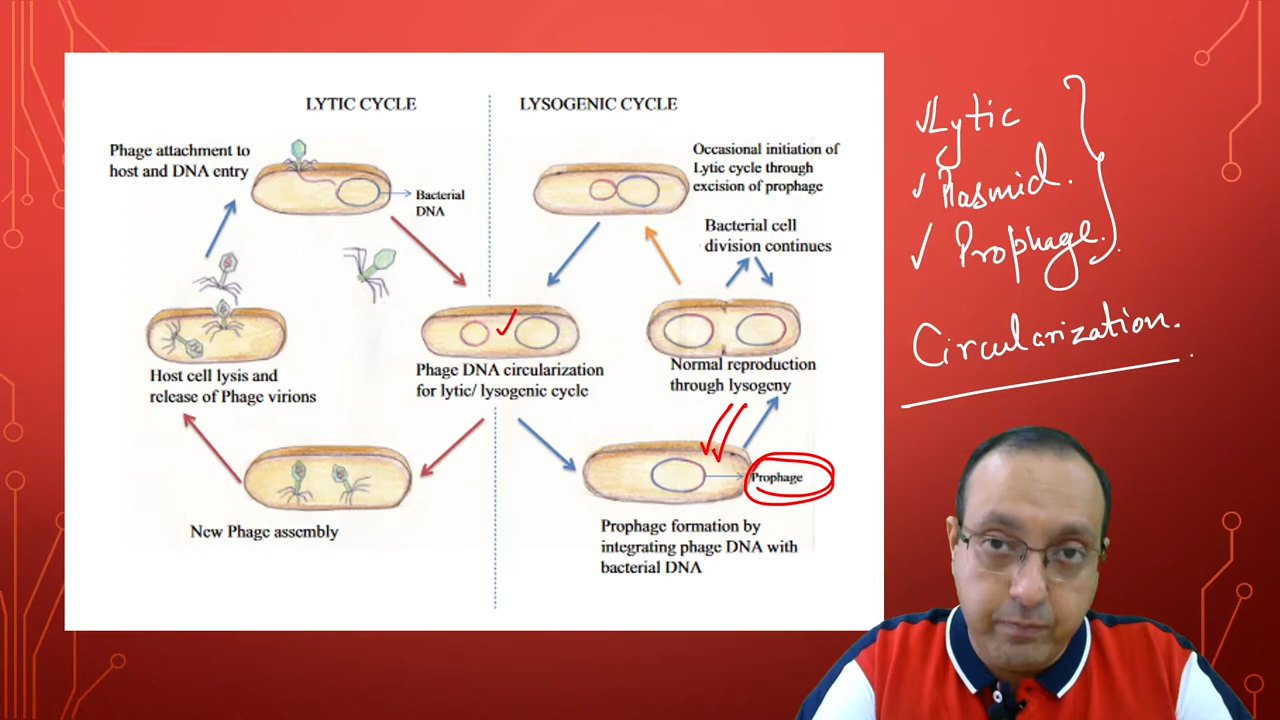 LYTIC CYCLE
LYSOGENIC CYCLE
Phage attachment to
host and DNA entry
Bacterial
DNA
Occasional initiation of
Lytic cycle through
excision of prophage
Bacterial cell
division continues
Host cell lysis and
release of Phage virions
Phage DNA circularization
for lytic/ lysogenic cycle
Normal reproduction
through lysogeny
New Phage assembly
Prophage
Prophage formation by
integrating phage DNA with
bacterial DNA
Lytic
Plasmid.
Prophage.
Circularization.